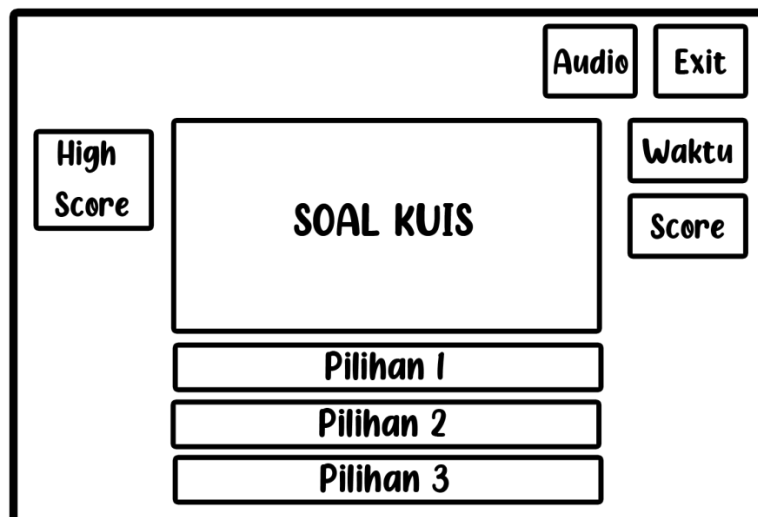 Audio
Exit
High
Score
SOAL KUIS
Waktu
Score
Pilihan 1
Pilihan 2
Pilihan 3